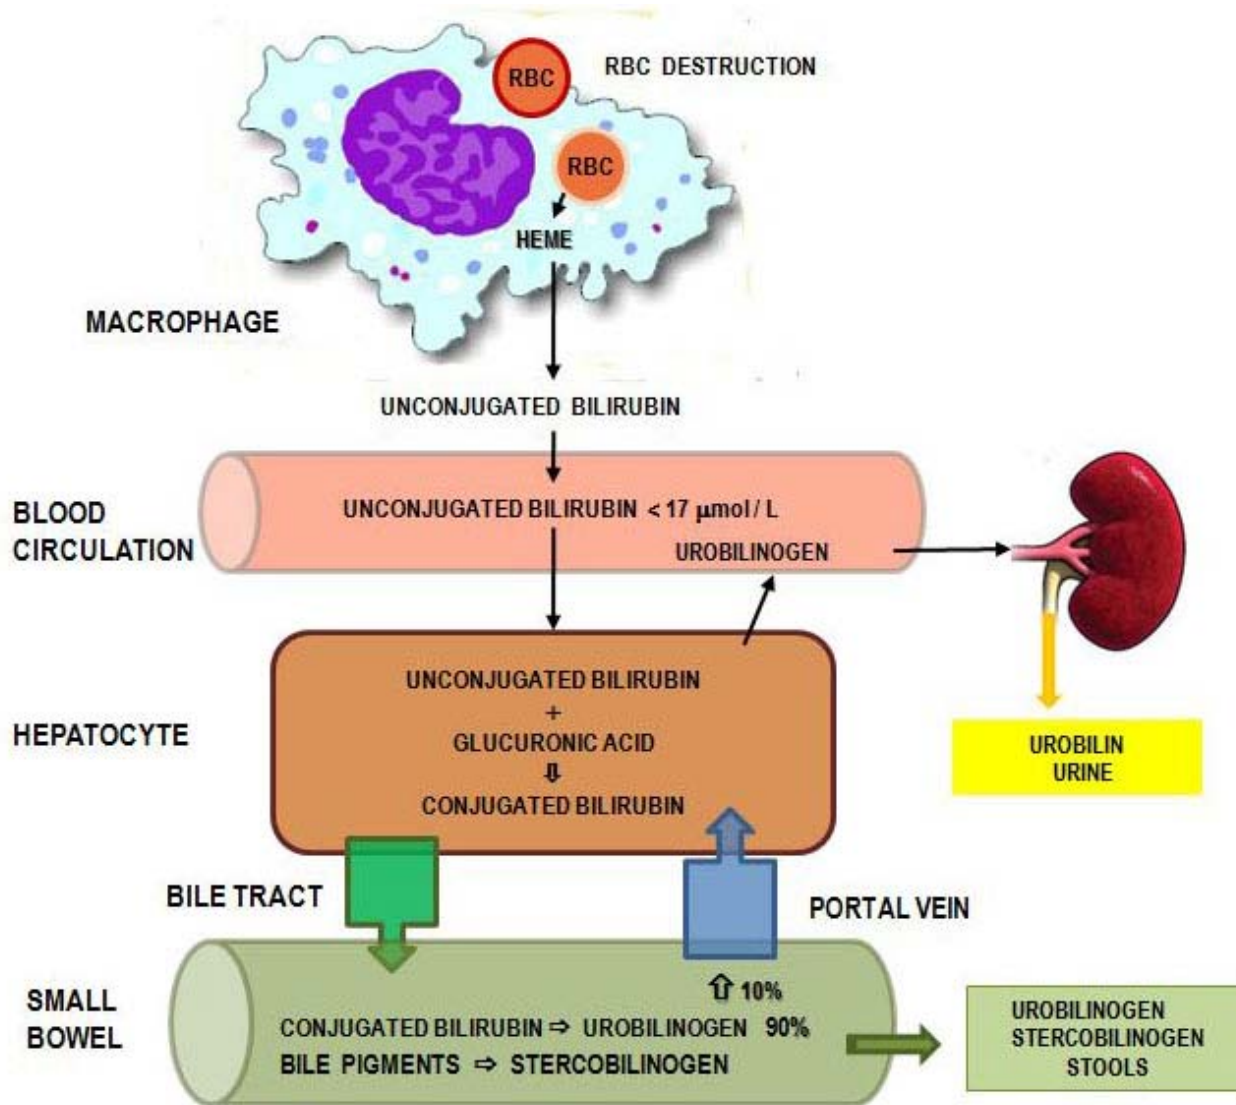 RBC
RBC DESTRUCTION
RBC
HEME
MACROPHAGE
UNCONJUGATED BILIRUBIN
BLOOD
CIRCULATION
UNCONJUGATED BILIRUBIN < 17 µmol / L
UROBILINOGEN
HEPATOCYTE
UNCONJUGATED BILIRUBIN
+
GLUCURONIC ACID
⇩
CONJUGATED BILIRUBIN
UROBILIN
URINE
BILE TRACT
PORTAL VEIN
SMALL
BOWEL
⇧ 10%
CONJUGATED BILIRUBIN ⇨ UROBILINOGEN 90%
BILE PIGMENTS ⇨ STERCOBILINOGEN
UROBILINOGEN
STERCOBILINOGEN
STOOLS